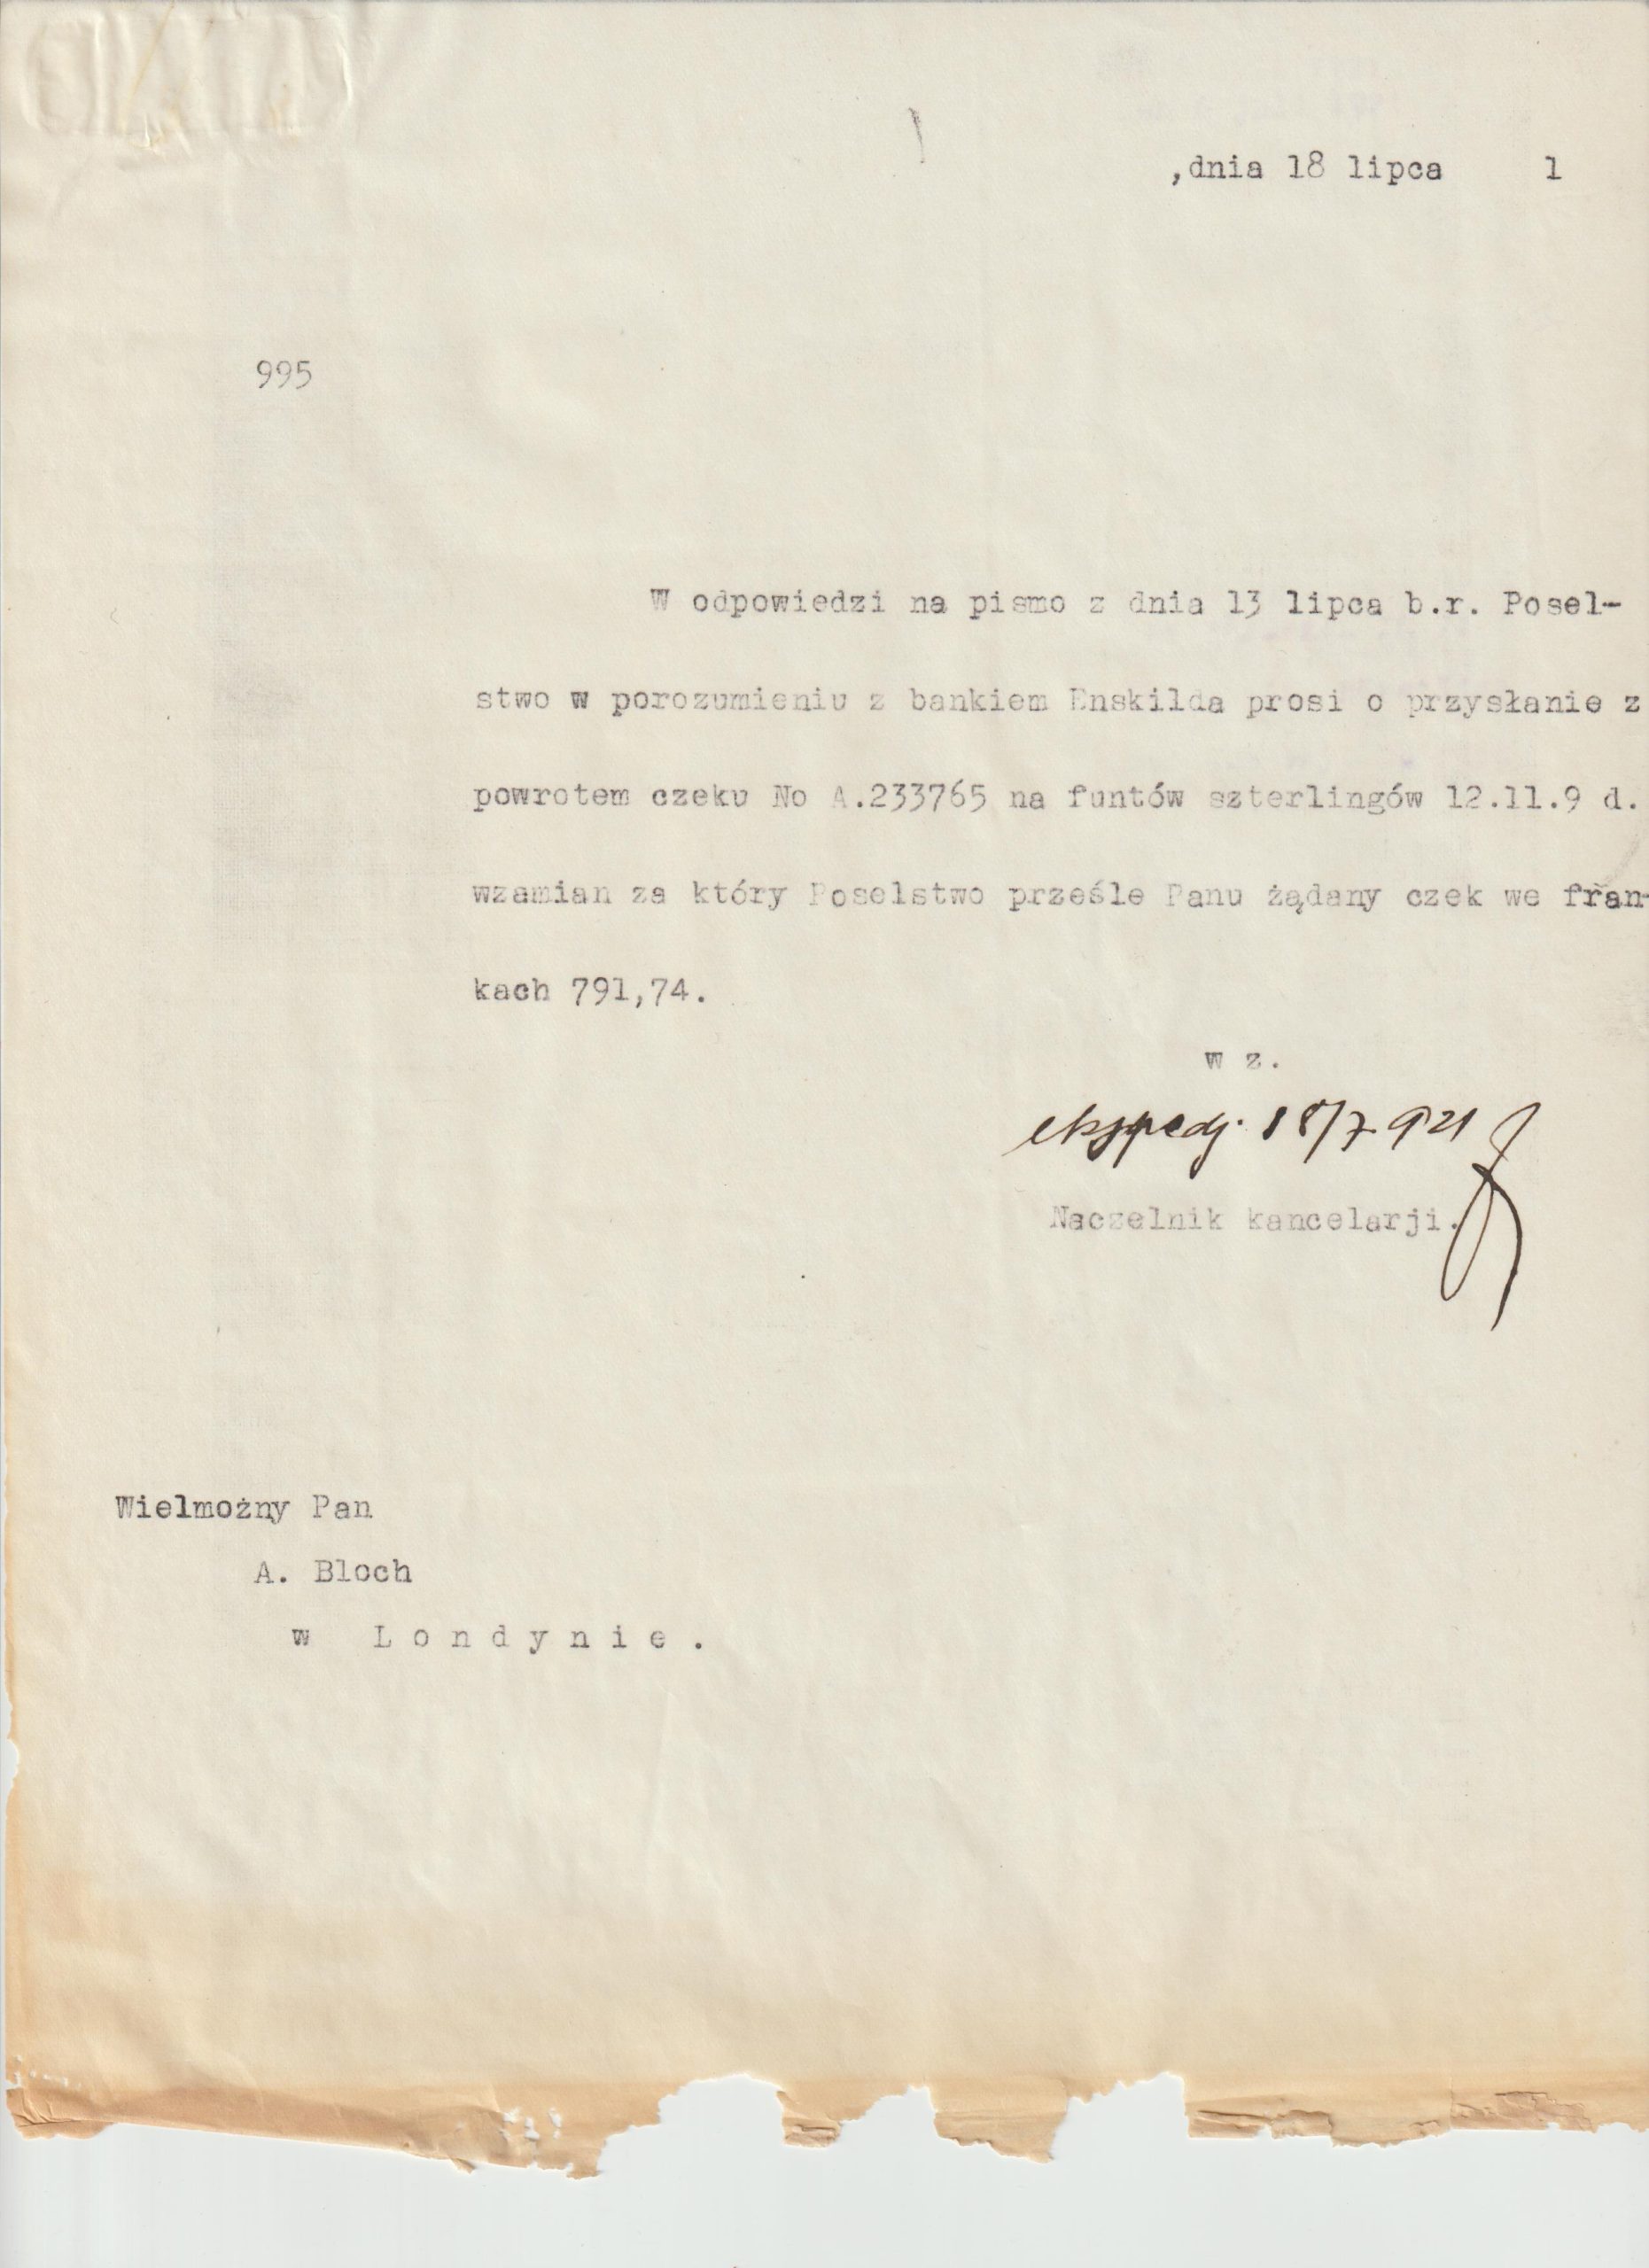 ,dnia 18 lipca 1
995
W odpowiedzi na pismo z dnia 13 lipca b.r. Posel-
stwo w porozumieniu z bankiem Enskilda prosi o przysłanie z
powrotem czeku No A.233765 na funtów szterlingów 12.11.9 d.
wzamian za który Poselstwo prześle Panu żądany czek we fran-
kach 791,74.
w z.
ekspedj. 18/7 921
Naczelnik kancelarji.
Wielmożny Pan
A. Bloch
w Londynie.